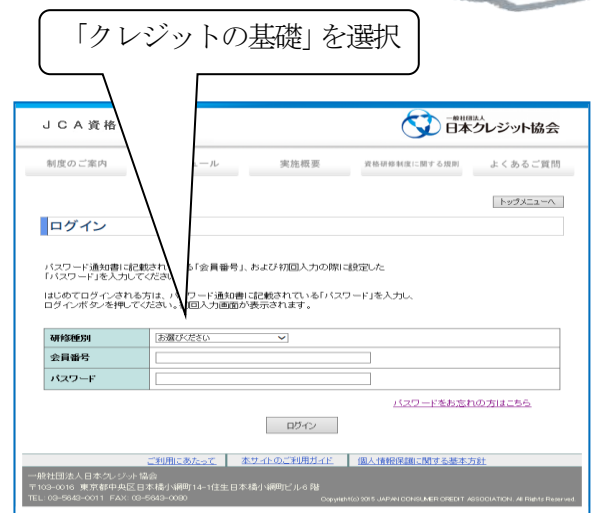 「クレジットの基礎」を選択
ＪＣＡ資格
一般社団法人
日本クレジット協会
制度のご案内
ール
実施概要
資格研修制度に関する規則
よくあるご質問
トップメニューへ
ログイン
パスワード通知書に記載されている「会員番号」、および初回入力の際に設定した
「パスワード」を入力してください
はじめてログインされる方は、パスワード通知書に記載されている「パスワード」を入力し、
ログインボタンを押してください。初回入力画面が表示されます。
研修種別
お選びください
会員番号
パスワード
パスワードをお忘れの方はこちら
ログイン
ご利用にあたって
本サイトのご利用ガイド
個人情報保護に関する基本方針
一般社団法人日本クレジット協会
〒103-0016 東京都中央区日本橋小網町14-1住生日本橋小網町ビル6階
TEL: 03-5643-0011 FAX: 03-5643-0080
Copyright(c) 2015 JAPAN CONSUMER CREDIT ASSOCIATION. All Rights Reserved.